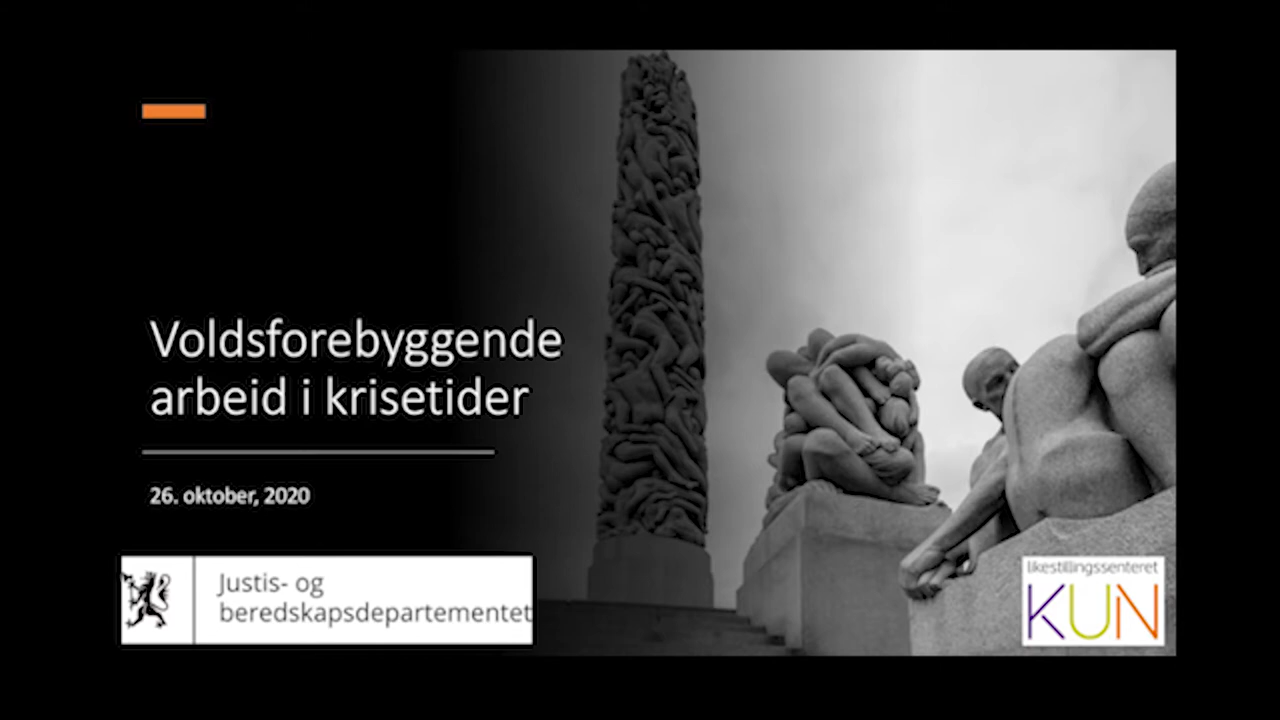 Voldsforebyggende
arbeid i krisetider
26. oktober, 2020
Justis- og
beredskapsdepartementet
likestillingssenteret
KUN